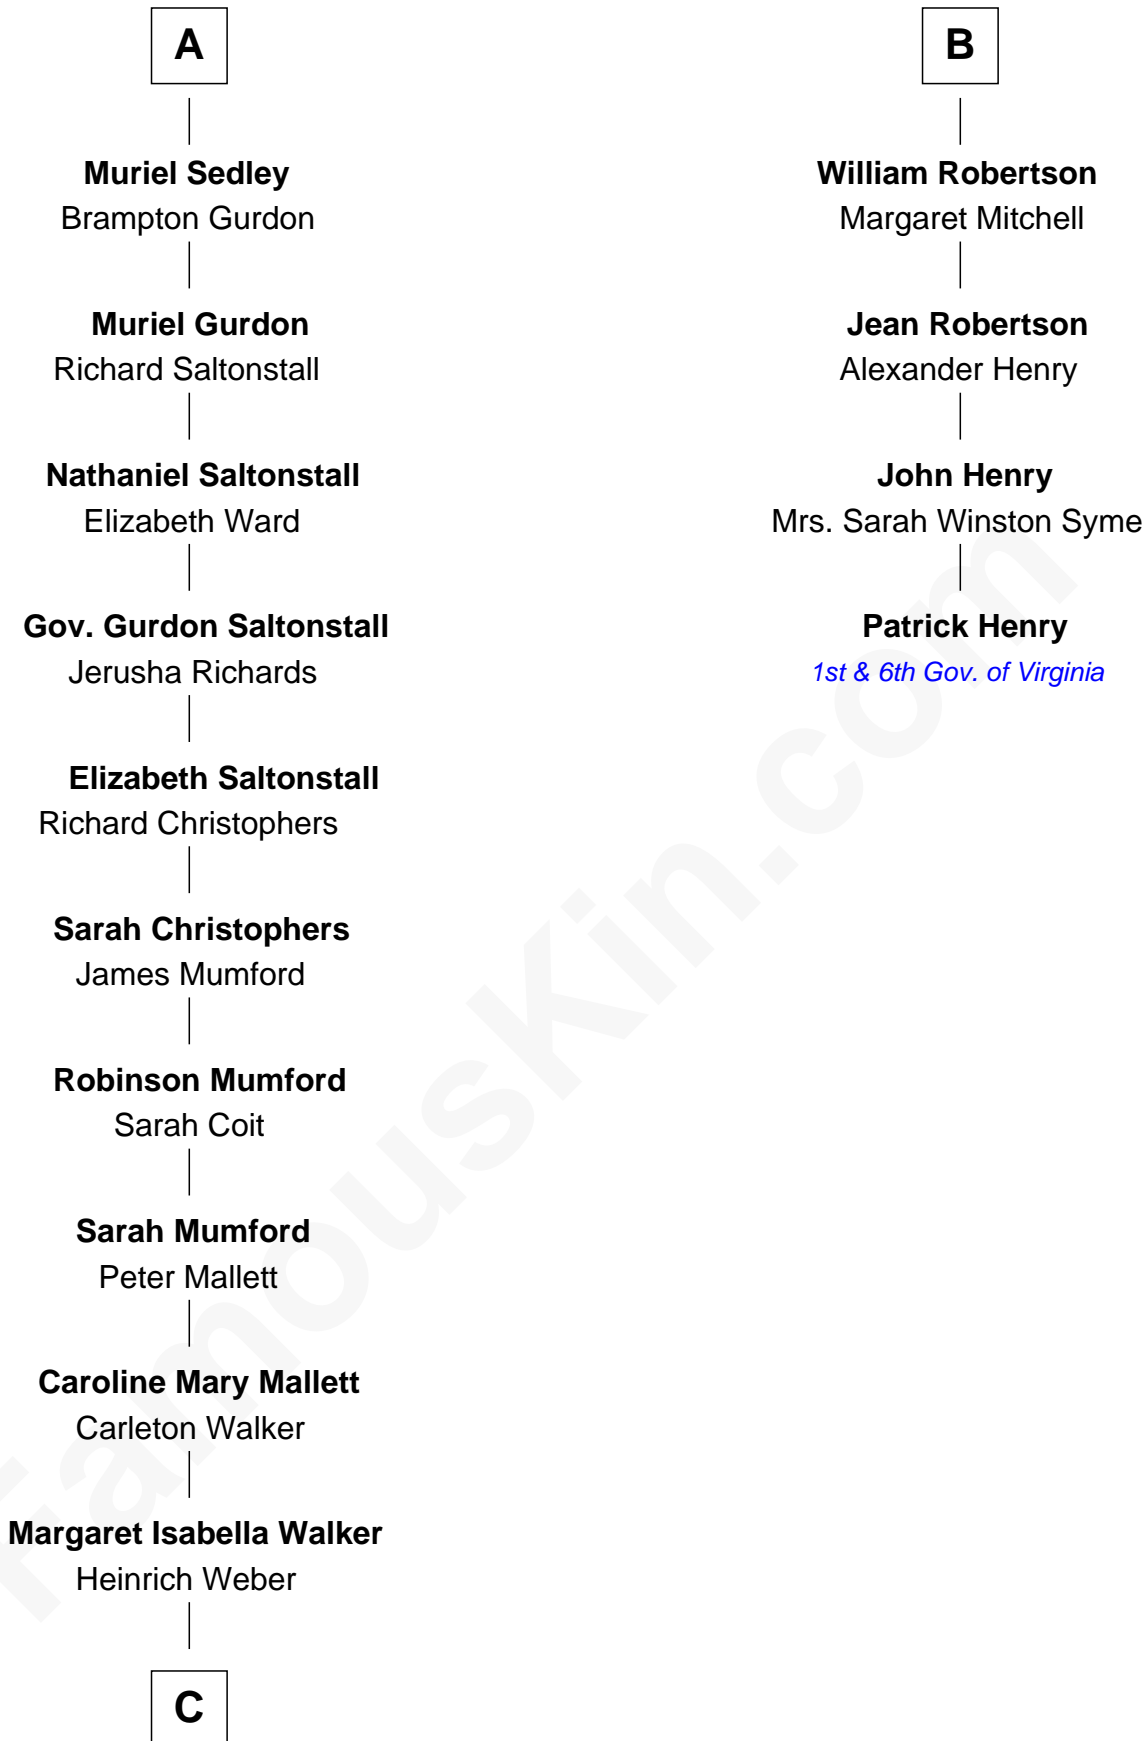 A
Muriel Sedley
Brampton Gurdon
Muriel Gurdon
Richard Saltonstall
Nathaniel Saltonstall
Elizabeth Ward
Gov. Gurdon Saltonstall
Jerusha Richards
Elizabeth Saltonstall
Richard Christophers
Sarah Christophers
James Mumford
Robinson Mumford
Sarah Coit
Sarah Mumford
Peter Mallett
Caroline Mary Mallett
Carleton Walker
Margaret Isabella Walker
Heinrich Weber
C
B
William Robertson
Margaret Mitchell
Jean Robertson
Alexander Henry
John Henry
Mrs. Sarah Winston Syme
Patrick Henry
1st & 6th Gov. of Virginia
FamousKin.com